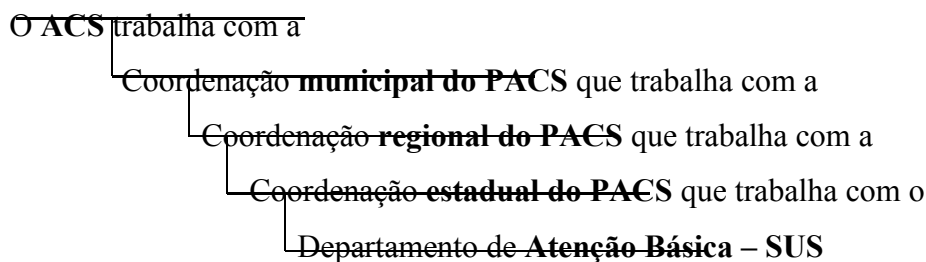 O ACS trabalha com a
Coordenação municipal do PACS que trabalha com a
Coordenação regional do PACS que trabalha com a
Coordenação estadual do PACS que trabalha com o
Departamento de Atenção Básica – SUS